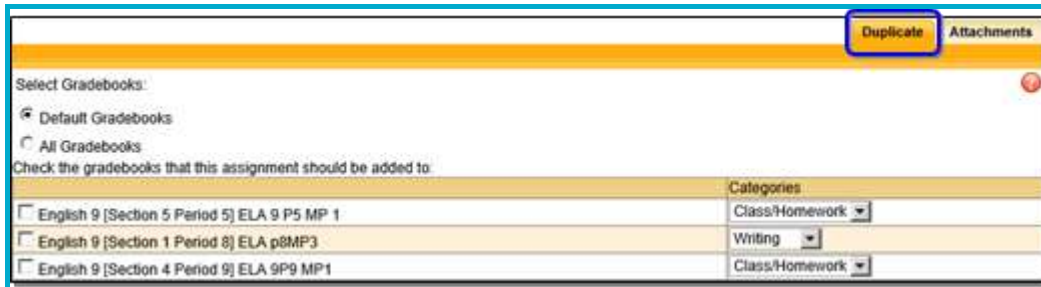 Duplicate Attachments
Select Gradebooks:
Default Gradebooks
All Gradebooks
Check the gradebooks that this assignment should be added to:
Categories
English 9 [Section 5 Period 5] ELA 9 P5 MP 1 Class/Homework
English 9 [Section 1 Period 8] ELA p8MP3 Writing
English 9 [Section 4 Period 9] ELA 9P9 MP1 Class/Homework